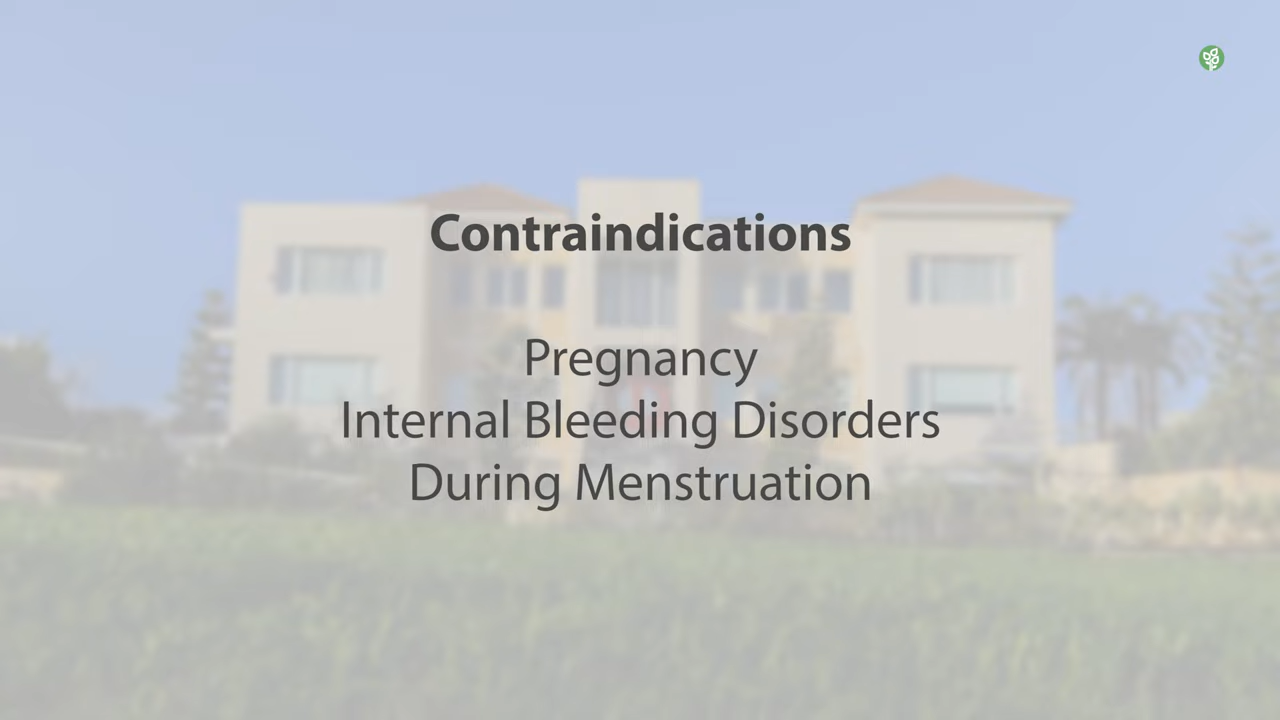 Contraindications
Pregnancy
Internal Bleeding Disorders
During Menstruation